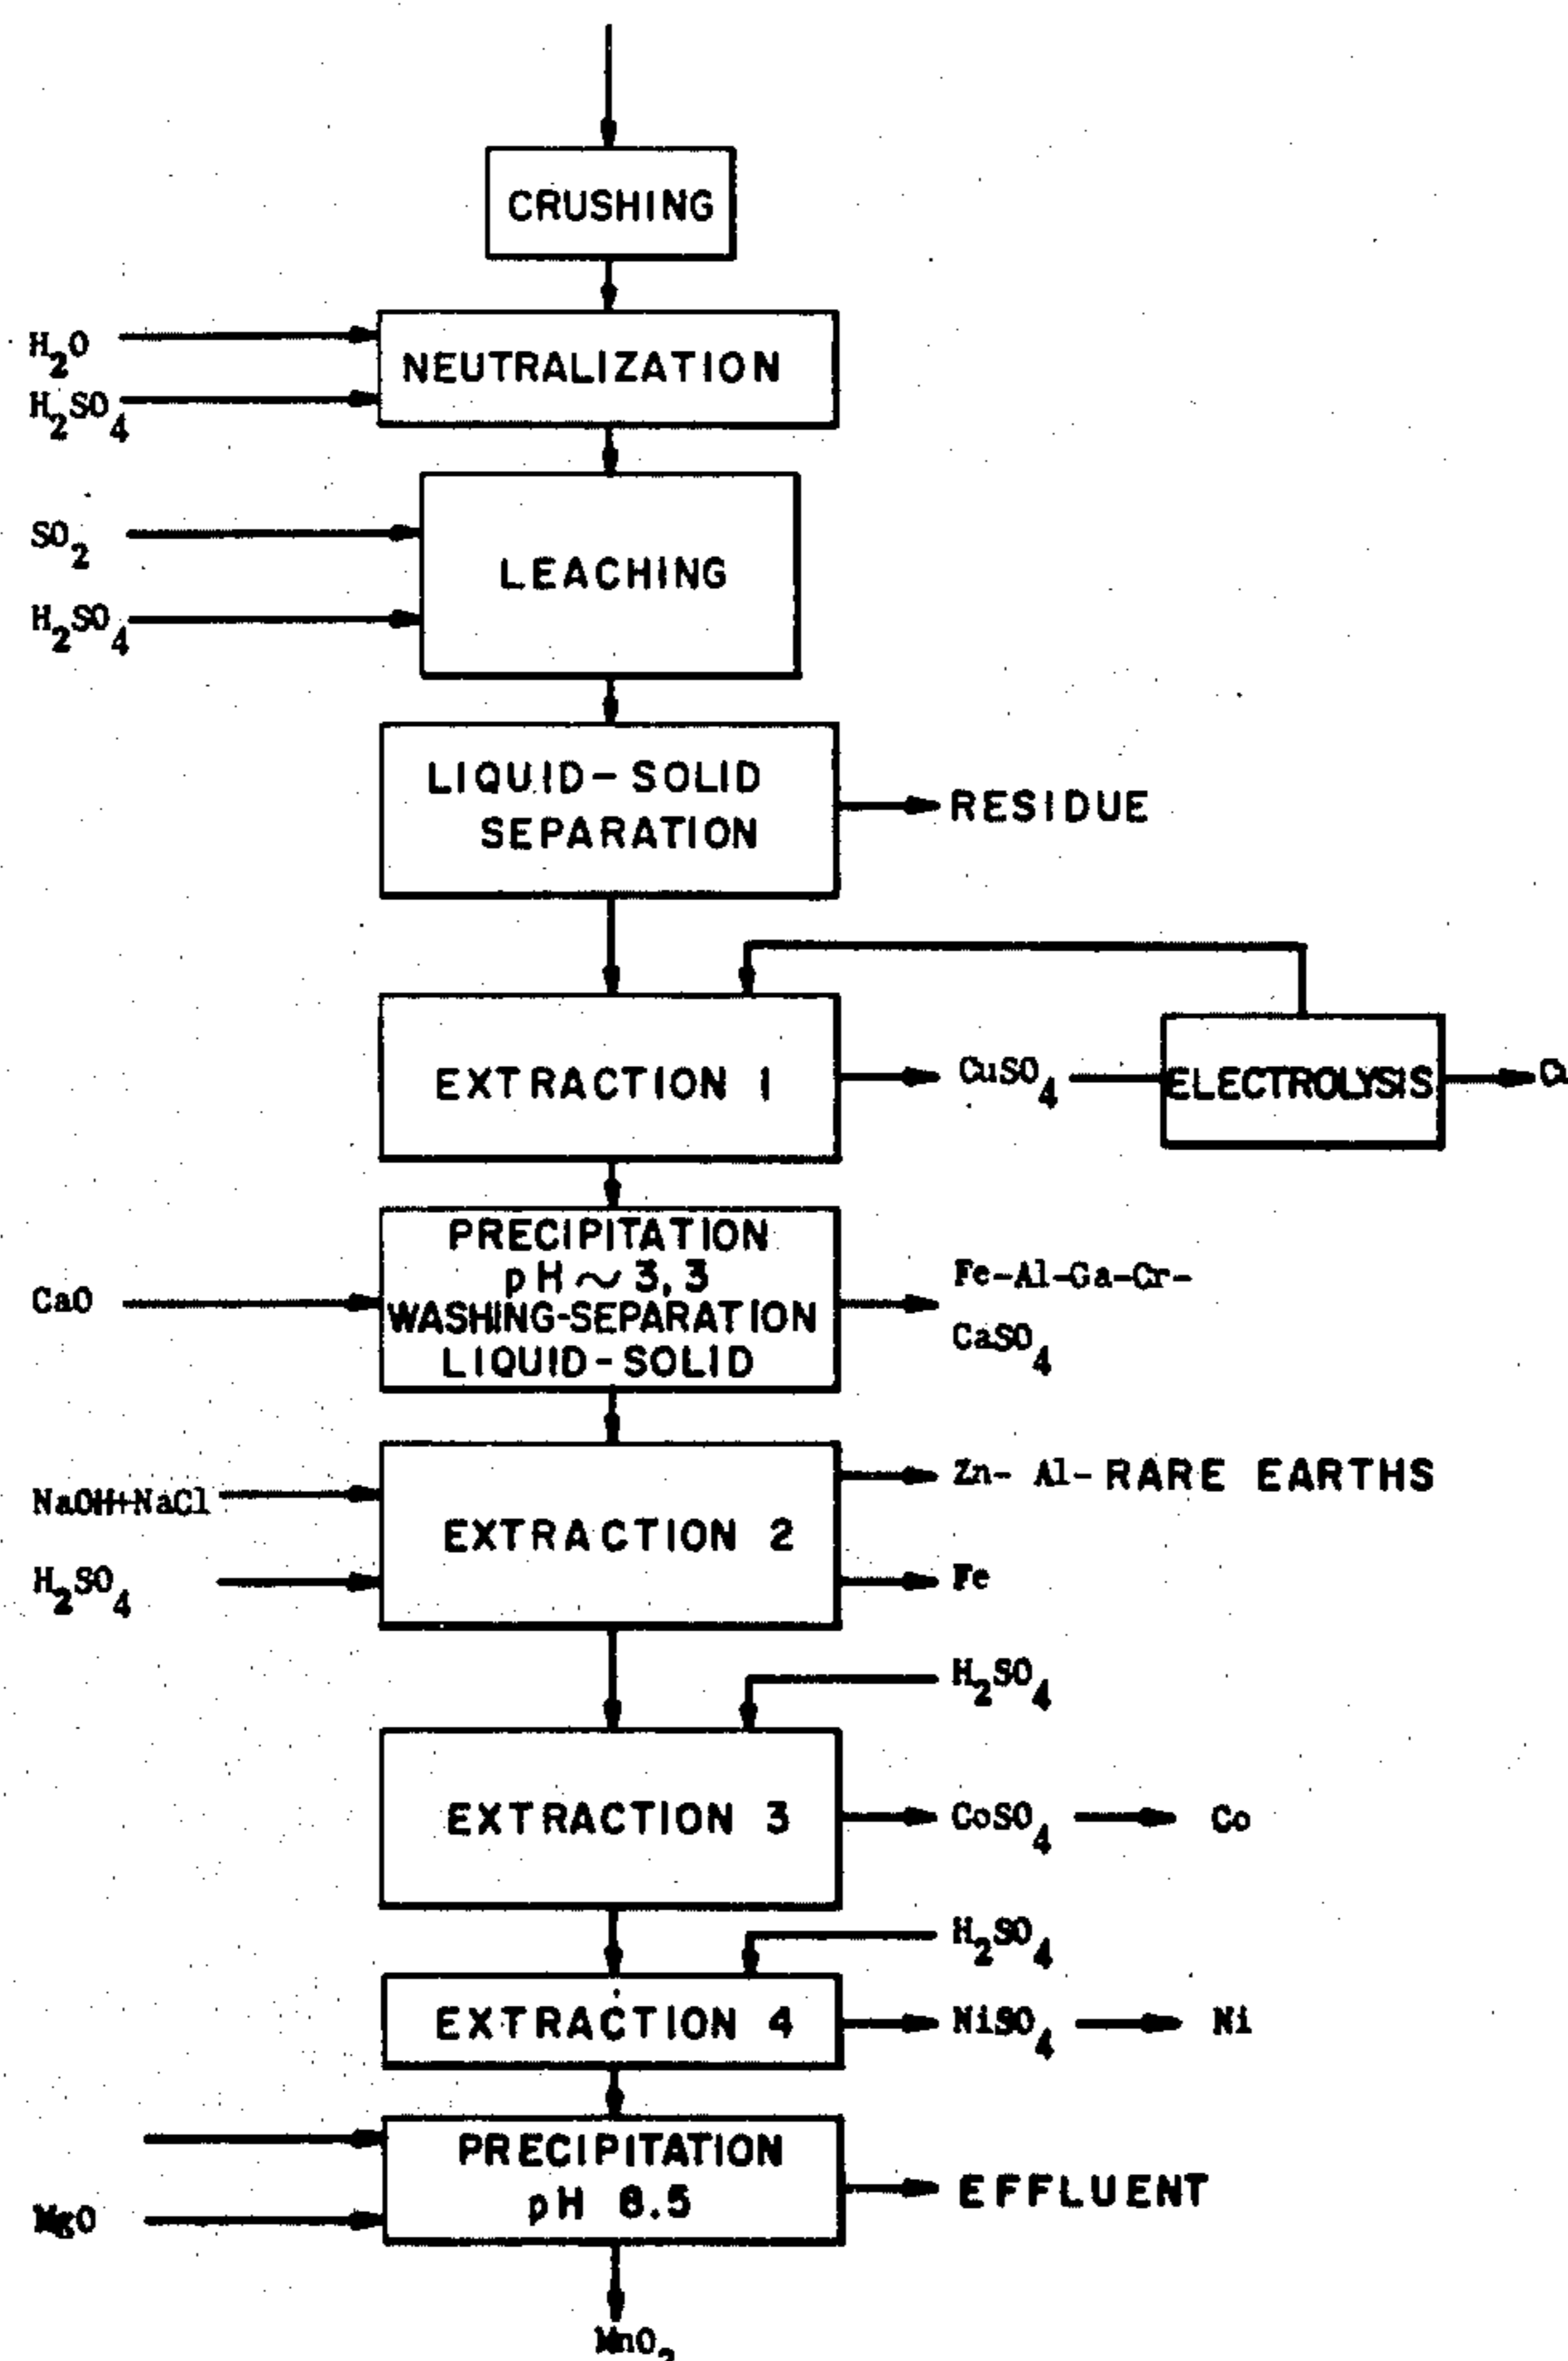 CRUSHING
H2O
H2SO4
NEUTRALIZATION
SO2
H2SO4
LEACHING
LIQUID-SOLID
SEPARATION
RESIDUE
EXTRACTION 1
CuSO4
ELECTROLYSIS
PRECIPITATION
pH ~ 3,3
WASHING-SEPARATION
LIQUID-SOLID
CaO
Fe-Al-Ga-Cr-
CaSO4
NaOH+NaCl
H2SO4
EXTRACTION 2
Zn- Al- RARE EARTHS
Fe
H2SO4
EXTRACTION 3
CoSO4
Co
H2SO4
EXTRACTION 4
NiSO4
Ni
MgO
PRECIPITATION
pH 8.5
EFFLUENT
MnO2